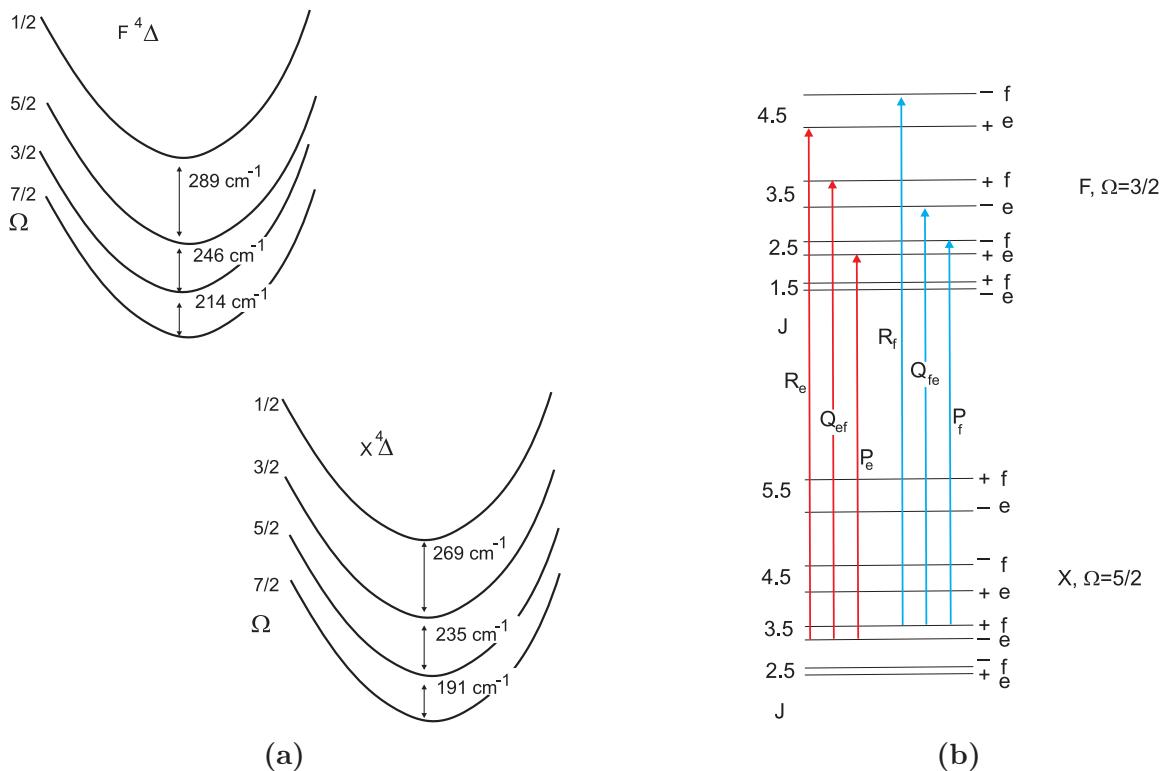 1/2
F ⁴Δ
5/2
3/2
7/2
Ω
289 cm⁻¹
246 cm⁻¹
214 cm⁻¹
1/2
X ⁴Δ
3/2
5/2
7/2
Ω
269 cm⁻¹
235 cm⁻¹
191 cm⁻¹
(a)
4.5
− f
+ e
3.5
+ f
− e
2.5
− f
+ e
1.5
+ f
− e
J
F, Ω=3/2
R_e
Q_ef
P_e
R_f
Q_fe
P_f
5.5
+ f
− e
4.5
− f
+ e
3.5
+ f
− e
2.5
− f
+ e
J
X, Ω=5/2
(b)